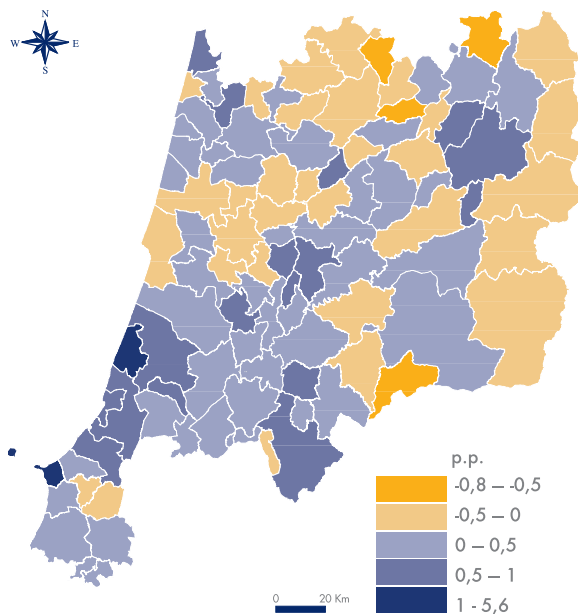 N
W E
S
p.p.
-0,8 – -0,5
-0,5 – 0
0 – 0,5
0,5 – 1
1 - 5,6
0 20 Km